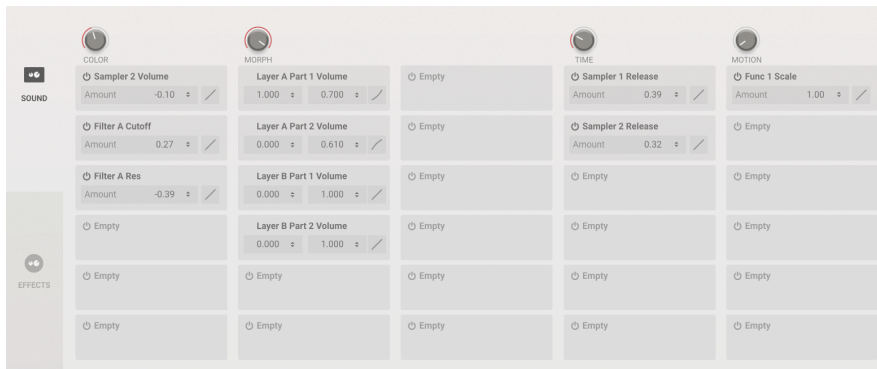 COLOR
MORPH
TIME
MOTION
SOUND
EFFECTS
Sampler 2 Volume
Amount -0.10
Filter A Cutoff
Amount 0.27
Filter A Res
Amount -0.39
Empty
Empty
Empty
Layer A Part 1 Volume
1.000 0.700
Layer A Part 2 Volume
0.000 0.610
Layer B Part 1 Volume
0.000 1.000
Layer B Part 2 Volume
0.000 1.000
Empty
Empty
Empty
Empty
Empty
Empty
Empty
Empty
Sampler 1 Release
Amount 0.39
Sampler 2 Release
Amount 0.32
Empty
Empty
Empty
Empty
Func 1 Scale
Amount 1.00
Empty
Empty
Empty
Empty
Empty